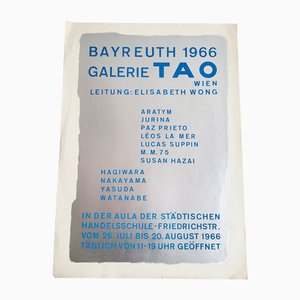 BAYREUTH 1966
GALERIE TAO
WIEN
LEITUNG: ELISABETH WONG
ARATYM
JURINA
PAZ PRIETO
LÉOS LA MER
LUCAS SUPPIN
M.M.75
SUSAN HAZAI
HAGIWARA
NAKAYAMA
YASUDA
WATANABE
IN DER AULA DER STÄDTISCHEN
HANDELSSCHULE-FRIEDRICHSTR.
VOM 26. JULI BIS 20. AUGUST 1966
TÄGLICH VON 11-19 UHR GEÖFFNET